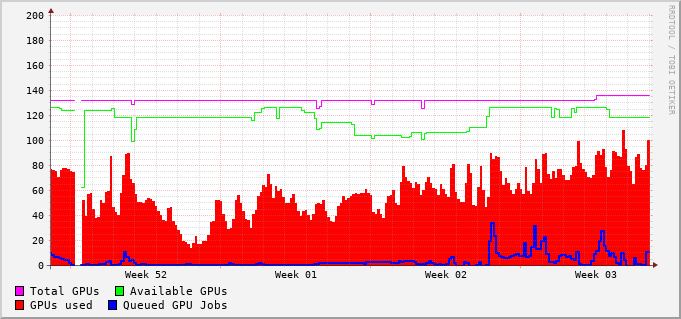 200
180
160
140
120
100
80
60
40
20
0
Week 52 Week 01 Week 02 Week 03
Total GPUs Available GPUs
GPUs used Queued GPU Jobs
RRDTOOL / TOBI OETIKER